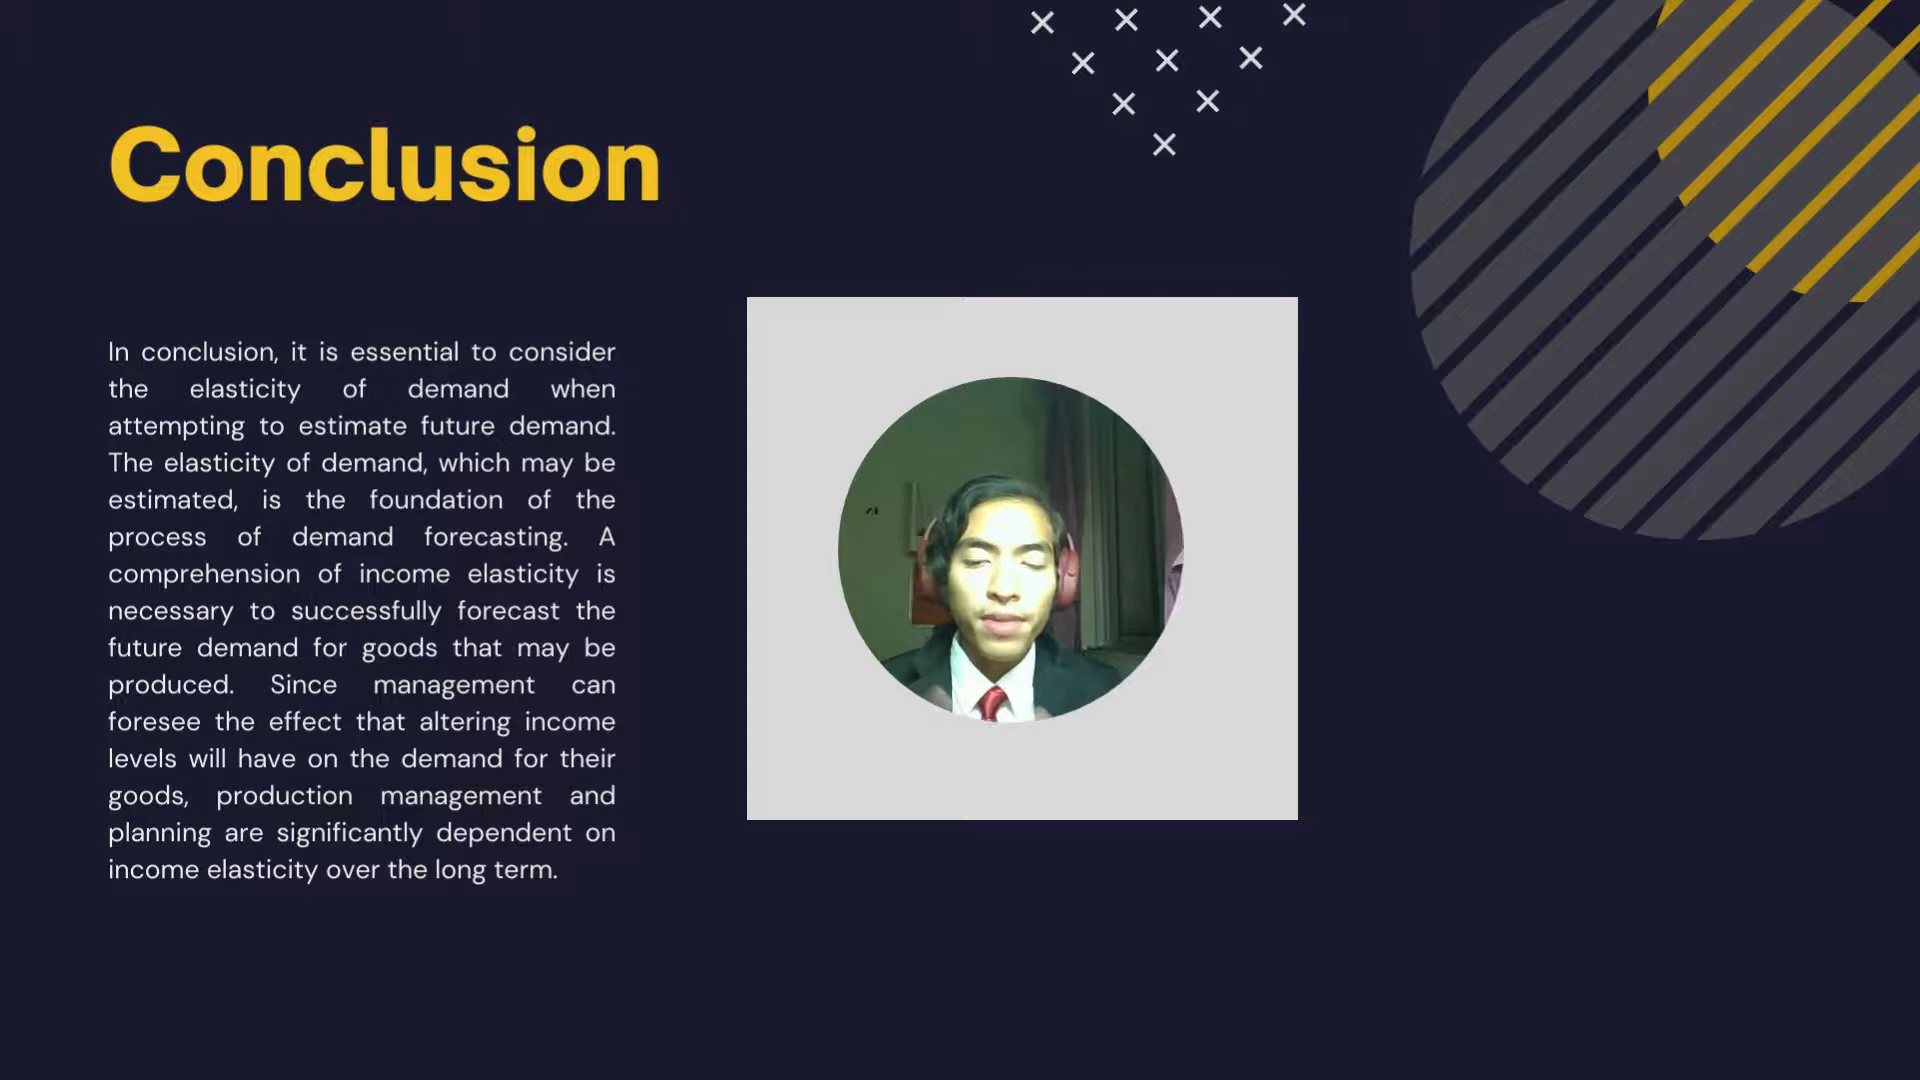 Conclusion
In conclusion, it is essential to consider
the elasticity of demand when
attempting to estimate future demand.
The elasticity of demand, which may be
estimated, is the foundation of the
process of demand forecasting. A
comprehension of income elasticity is
necessary to successfully forecast the
future demand for goods that may be
produced. Since management can
foresee the effect that altering income
levels will have on the demand for their
goods, production management and
planning are significantly dependent on
income elasticity over the long term.